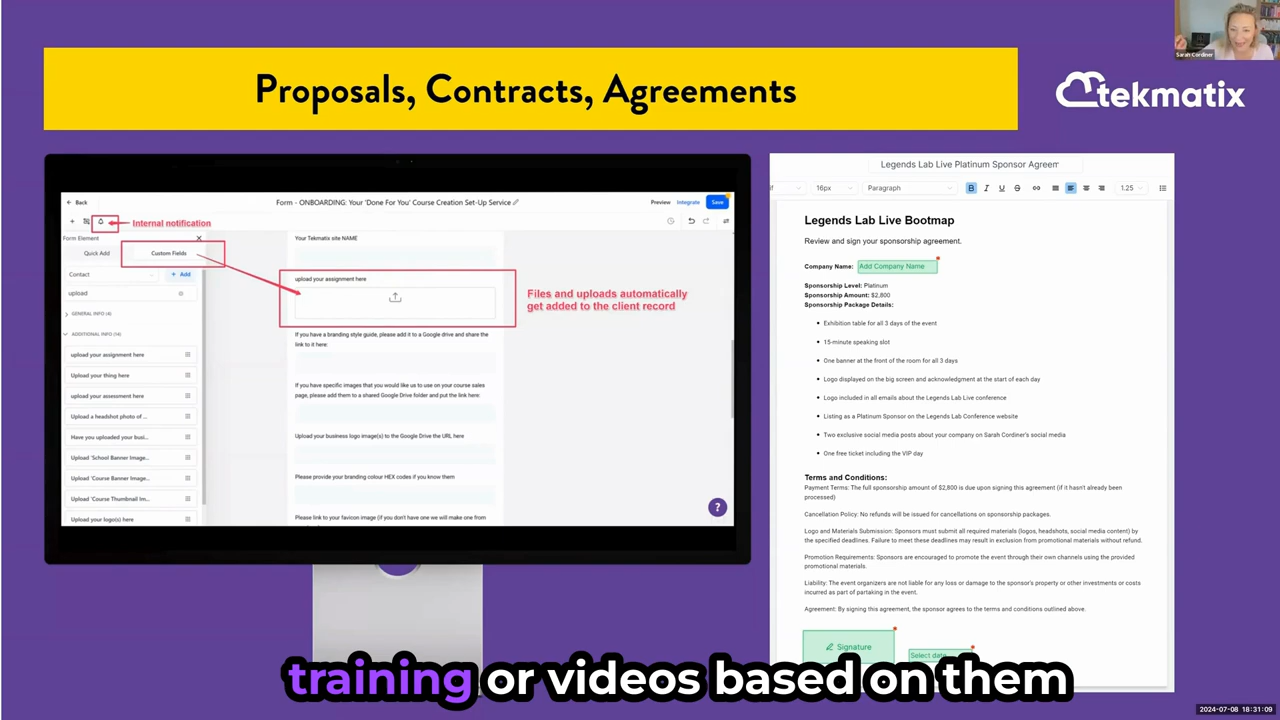 Sarah Cordiner
Proposals, Contracts, Agreements
tekmatix
Back
Form - ONBOARDING: Your 'Done For You' Course Creation Set-Up Service
Preview
Integrate
Save
Internal notification
Form Element
Quick Add
Custom Fields
Contact
+ Add
upload
GENERAL INFO (4)
ADDITIONAL INFO (14)
upload your assignment here
Upload your thing here
upload your assessment here
Upload a headshot photo of ...
Have you uploaded your busi...
Upload 'School Banner Image...
Upload 'Course Banner Image...
Upload 'Course Thumbnail Im...
Upload your logo(s) here
Your Tekmatix site NAME
upload your assignment here
Files and uploads automatically
get added to the client record
If you have a branding style guide, please add it to a Google drive and share the
link to it here:
If you have specific images that you would like us to use on your course sales
page, please add them to a shared Google Drive folder and put the link here:
Upload your business logo image(s) to the Google Drive the URL here
Please provide your branding colour HEX codes if you know them
Please link to your favicon image (if you don't have one we will make one from
?
Legends Lab Live Platinum Sponsor Agreem
16px
Paragraph
B
I
U
S
1.25
Legends Lab Live Bootmap
Review and sign your sponsorship agreement.
Company Name: Add Company Name
Sponsorship Level: Platinum
Sponsorship Amount: $2,800
Sponsorship Package Details:
• Exhibition table for all 3 days of the event
• 15-minute speaking slot
• One banner at the front of the room for all 3 days
• Logo displayed on the big screen and acknowledgment at the start of each day
• Logo included in all emails about the Legends Lab Live conference
• Listing as a Platinum Sponsor on the Legends Lab Conference website
• Two exclusive social media posts about your company on Sarah Cordiner's social media
• One free ticket including the VIP day
Terms and Conditions:
Payment Terms: The full sponsorship amount of $2,800 is due upon signing this agreement (if it hasn't already been
processed)
Cancellation Policy: No refunds will be issued for cancellations on sponsorship packages.
Logo and Materials Submission: Sponsors must submit all required materials (logos, headshots, social media content) by
the specified deadlines. Failure to meet these deadlines may result in exclusion from promotional materials without refund.
Promotion Requirements: Sponsors are encouraged to promote the event through their own channels using the provided
promotional materials.
Liability: The event organizers are not liable for any loss or damage to the sponsor's property or other investments or costs
incurred as part of partaking in the event.
Agreement: By signing this agreement, the sponsor agrees to the terms and conditions outlined above.
Signature
Select date
training or videos based on them
2024-07-08 18:31:09